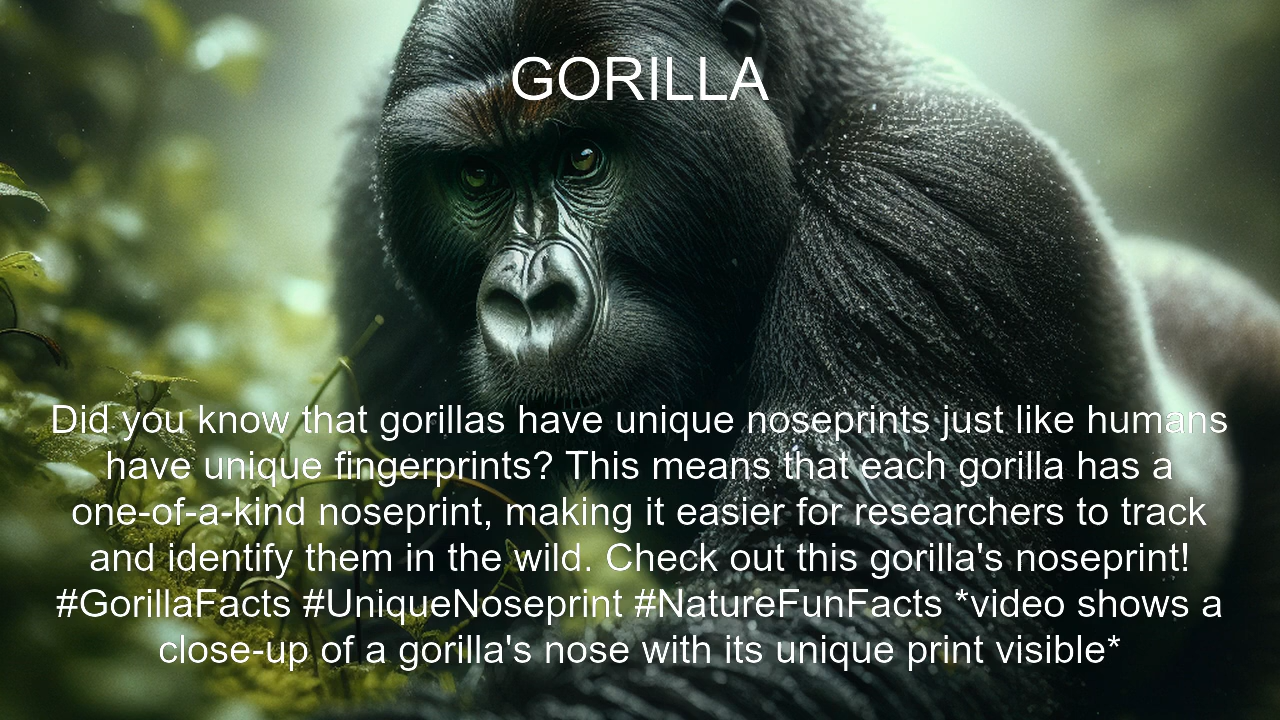 GORILLA
Did you know that gorillas have unique noseprints just like humans
have unique fingerprints? This means that each gorilla has a
one-of-a-kind noseprint, making it easier for researchers to track
and identify them in the wild. Check out this gorilla's noseprint!
#GorillaFacts #UniqueNoseprint #NatureFunFacts *video shows a
close-up of a gorilla's nose with its unique print visible*